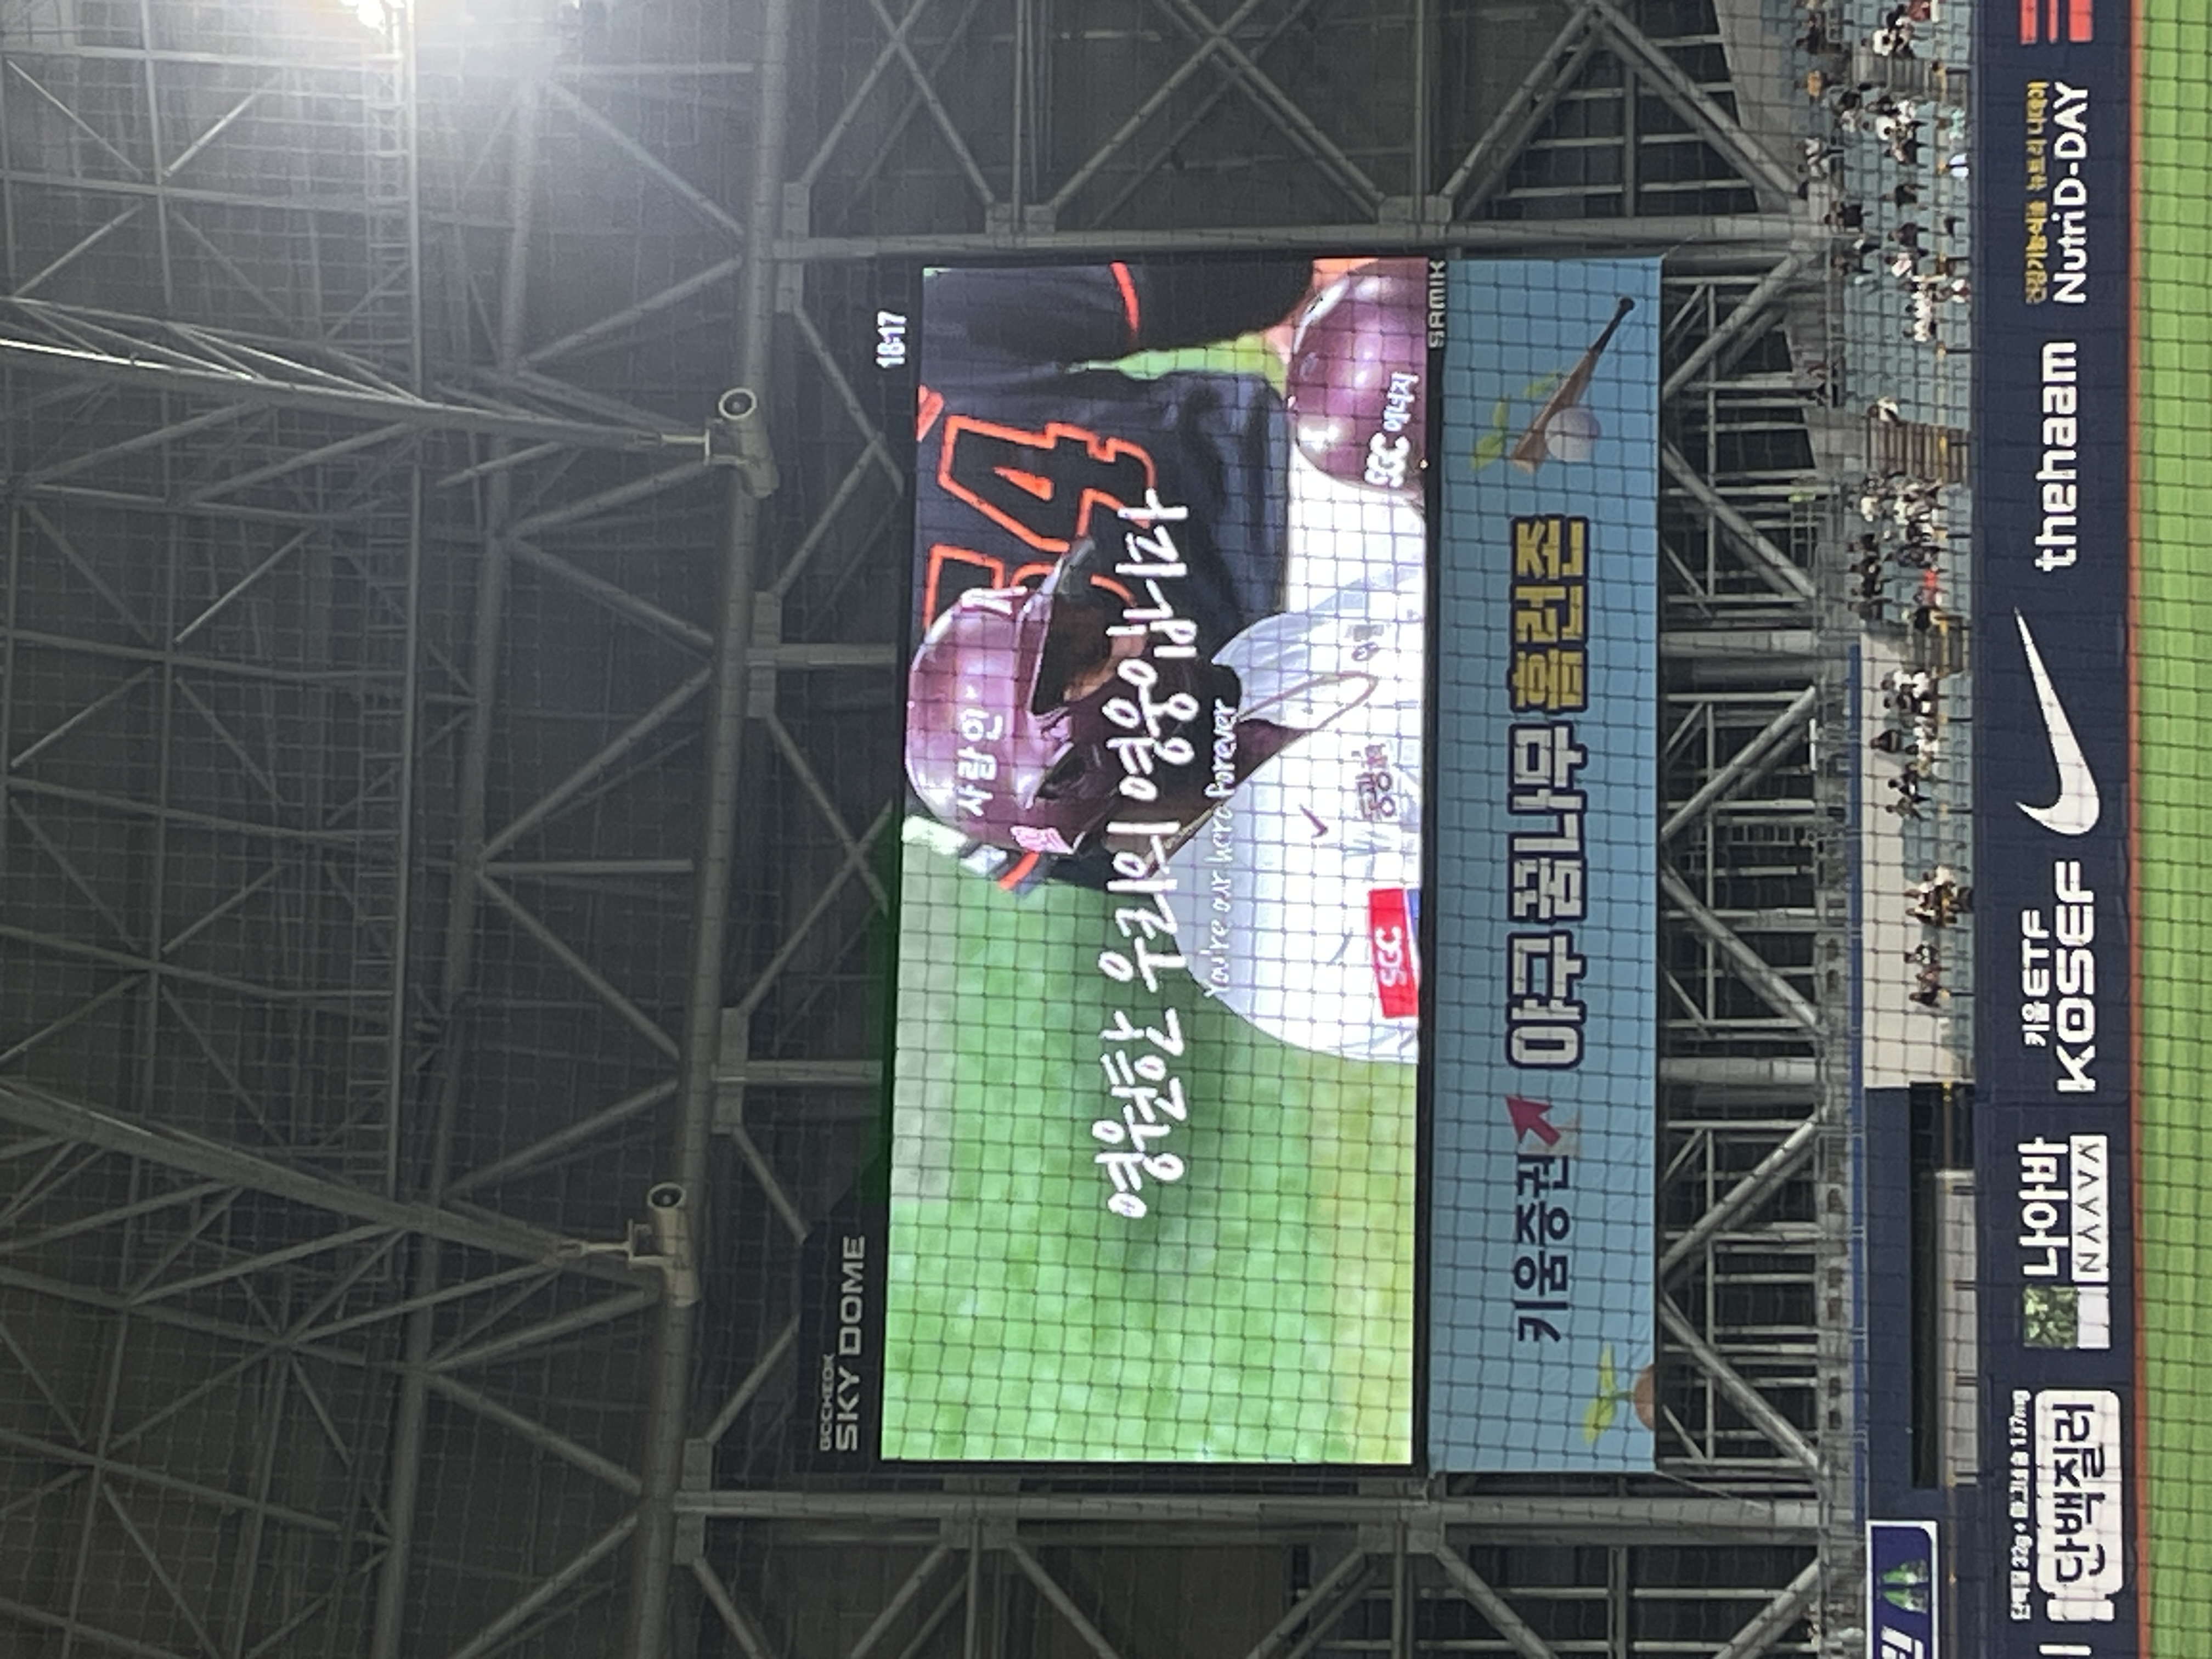 GOCHEOK
SKY DOME
18:17
사람인
54
영원한 우리의 영웅입니다
You're our hero forever
SGC
동광
SGC 에너지
SAMIK
키움증권 야구 꿈나무 홈런존
단백질 32g + 마그네슘 137mg
단백질러
나아바
NAAVA
키움 ETF
KOSEF
thehaam
건강기능식품 뉴트리 디데이
NutriD-DAY